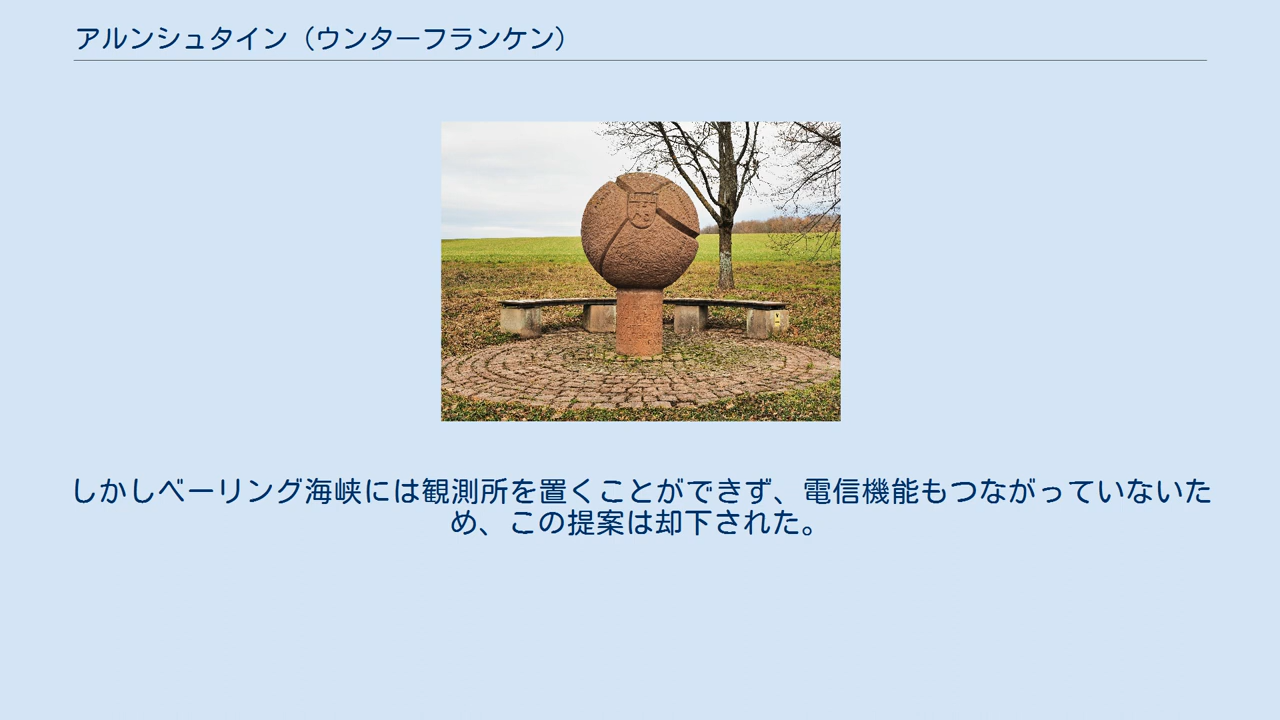 アルンシュタイン（ウンターフランケン）
しかしベーリング海峡には観測所を置くことができず、電信機能もつながっていないた
め、この提案は却下された。